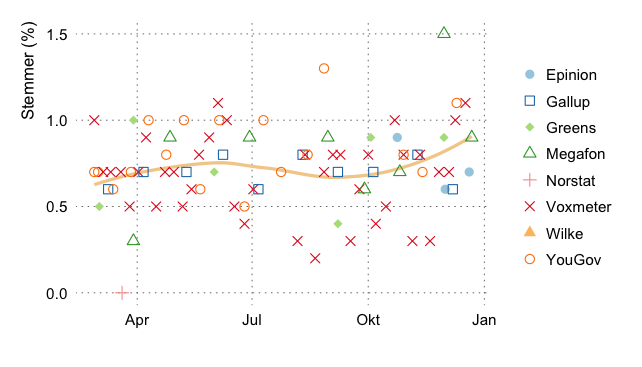 Stemmer (%)
1.5
1.0
0.5
0.0
Apr
Jul
Okt
Jan
Epinion
Gallup
Greens
Megafon
Norstat
Voxmeter
Wilke
YouGov